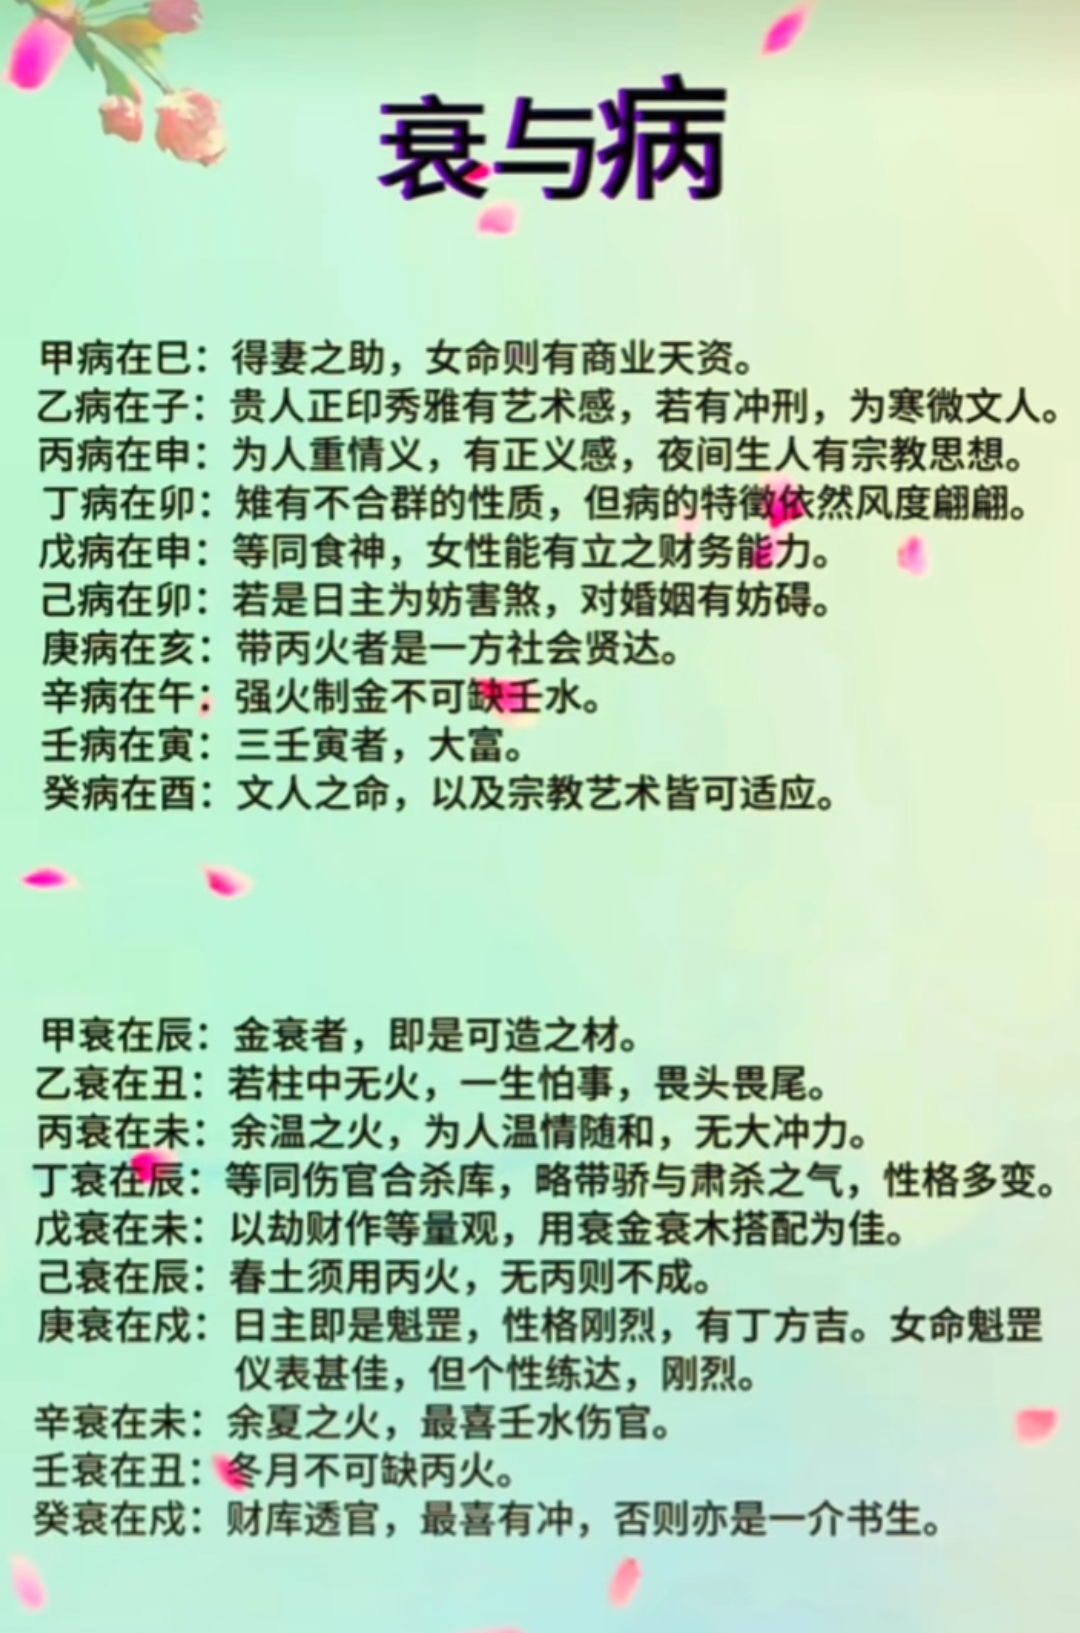 衰与病
甲病在巳：得妻之助，女命则有商业天资。
乙病在子：贵人正印秀雅有艺术感，若有冲刑，为寒微文人。
丙病在申：为人重情义，有正义感，夜间生人有宗教思想。
丁病在卯：雉有不合群的性质，但病的特徵依然风度翩翩。
戊病在申：等同食神，女性能有立之财务能力。
己病在卯：若是日主为妨害煞，对婚姻有妨碍。
庚病在亥：带丙火者是一方社会贤达。
辛病在午：强火制金不可缺壬水。
壬病在寅：三壬寅者，大富。
癸病在酉：文人之命，以及宗教艺术皆可适应。
甲衰在辰：金衰者，即是可造之材。
乙衰在丑：若柱中无火，一生怕事，畏头畏尾。
丙衰在未：余温之火，为人温情随和，无大冲力。
丁衰在辰：等同伤官合杀库，略带骄与肃杀之气，性格多变。
戊衰在未：以劫财作等量观，用衰金衰木搭配为佳。
己衰在辰：春土须用丙火，无丙则不成。
庚衰在戍：日主即是魁罡，性格刚烈，有丁方吉。女命魁罡
仪表甚佳，但个性练达，刚烈。
辛衰在未：余夏之火，最喜壬水伤官。
壬衰在丑：冬月不可缺丙火。
癸衰在戍：财库透官，最喜有冲，否则亦是一介书生。